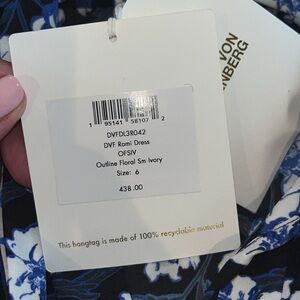 VON
NBERG
1 95141 58107 2
DVFDL3R042
DVF Romi Dress
OFSIV
Outline Floral Sm Ivory
Size: 6
438.00
This hangtag is made of 100% recyclable material